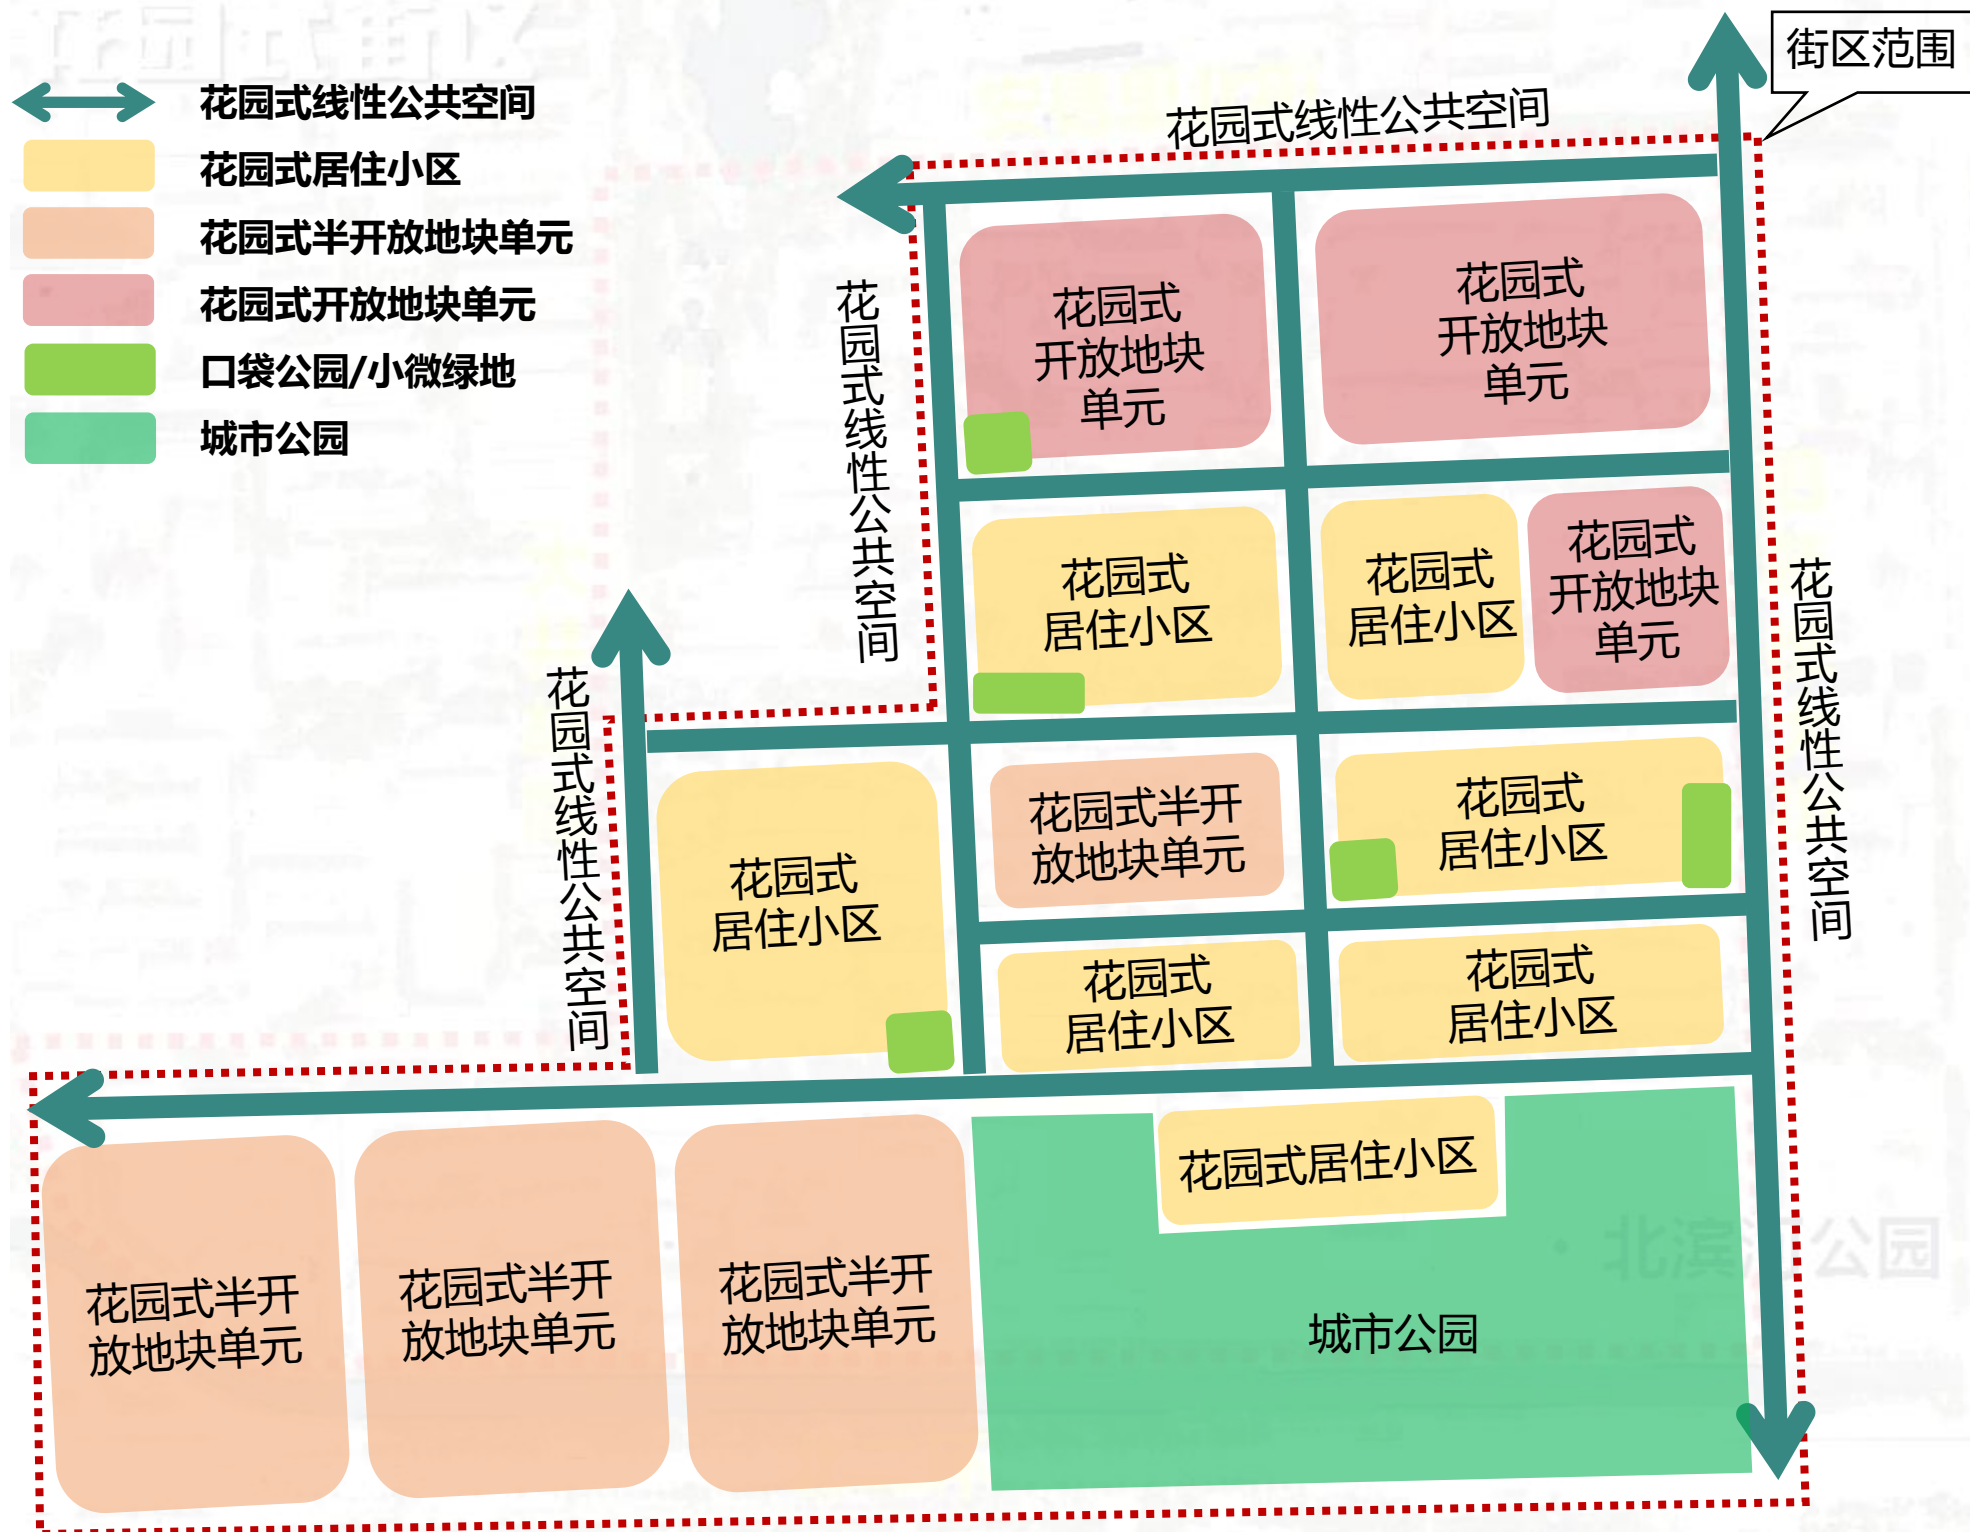 花园式街区
街区范围
花园式线性公共空间
花园式居住小区
花园式半开放地块单元
花园式开放地块单元
口袋公园/小微绿地
城市公园
花园式线性公共空间
花园式线性公共空间
花园式线性公共空间
花园式线性公共空间
花园式
开放地块
单元
花园式
开放地块
单元
花园式
居住小区
花园式
居住小区
花园式
开放地块
单元
花园式
居住小区
花园式半开
放地块单元
花园式
居住小区
花园式
居住小区
花园式
居住小区
花园式居住小区
花园式半开
放地块单元
花园式半开
放地块单元
花园式半开
放地块单元
城市公园
·北滨河公园